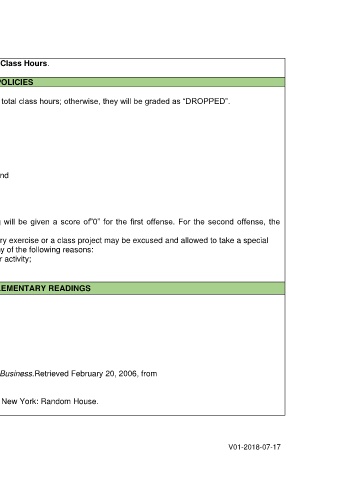 Class Hours.
POLICIES
total class hours; otherwise, they will be graded as “DROPPED”.
nd
will be given a score of”0” for the first offense. For the second offense, the
ry exercise or a class project may be excused and allowed to take a special
y of the following reasons:
r activity;
EMENTARY READINGS
Business.Retrieved February 20, 2006, from
New York: Random House.
V01-2018-07-17